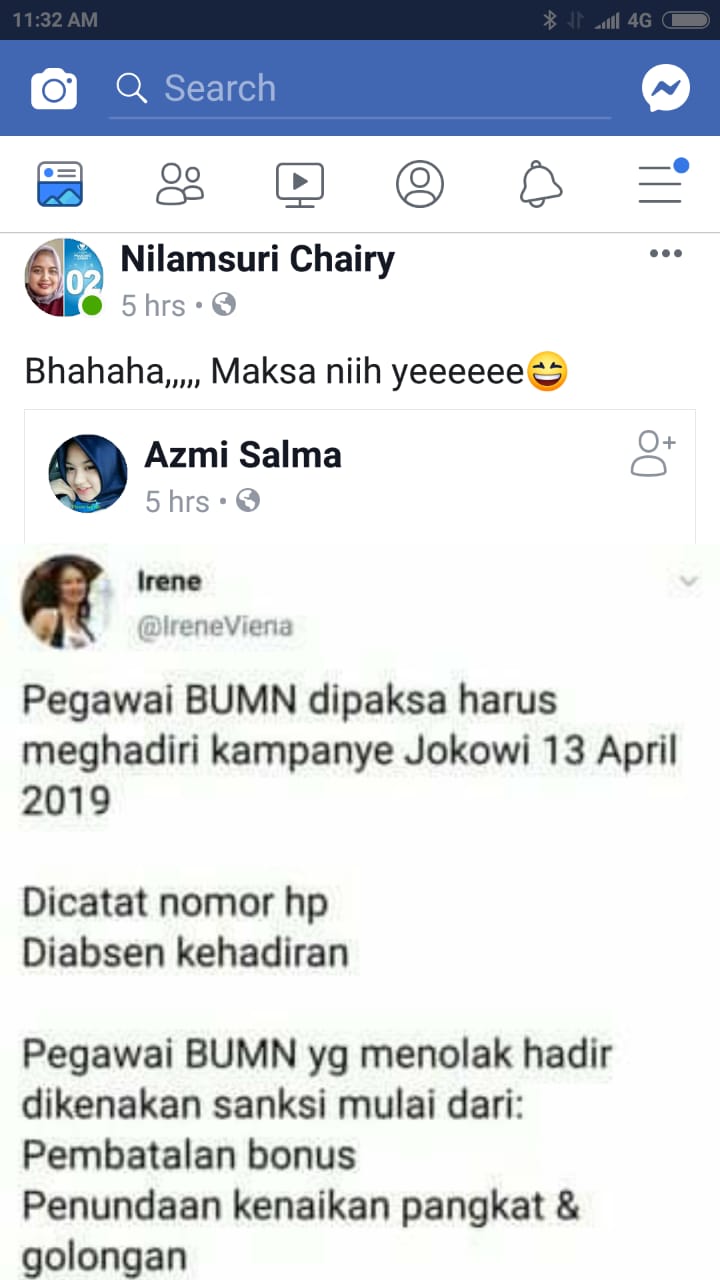 11:32 AM
4G
Search
Nilamsuri Chairy
02
5 hrs •
Bhahaha,,,,, Maksa niih yeeeeee😆
Azmi Salma
5 hrs •
Irene
@IreneViena
Pegawai BUMN dipaksa harus
meghadiri kampanye Jokowi 13 April
2019
Dicatat nomor hp
Diabsen kehadiran
Pegawai BUMN yg menolak hadir
dikenakan sanksi mulai dari:
Pembatalan bonus
Penundaan kenaikan pangkat &
golongan